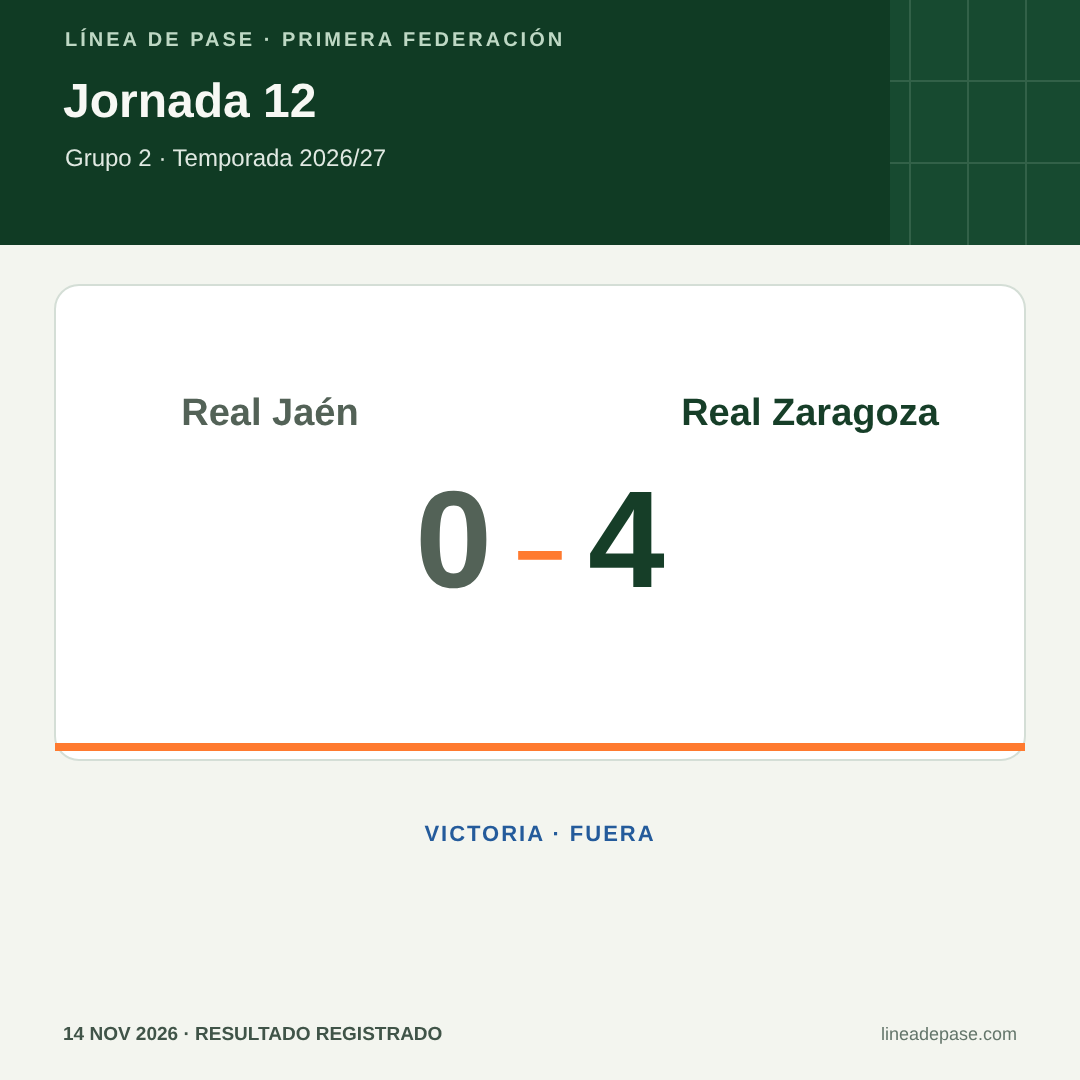 LÍNEA DE PASE · PRIMERA FEDERACIÓN
Jornada 12
Grupo 2 · Temporada 2026/27
Real Jaén
Real Zaragoza
0 – 4
VICTORIA · FUERA
14 NOV 2026 · RESULTADO REGISTRADO
lineadepase.com